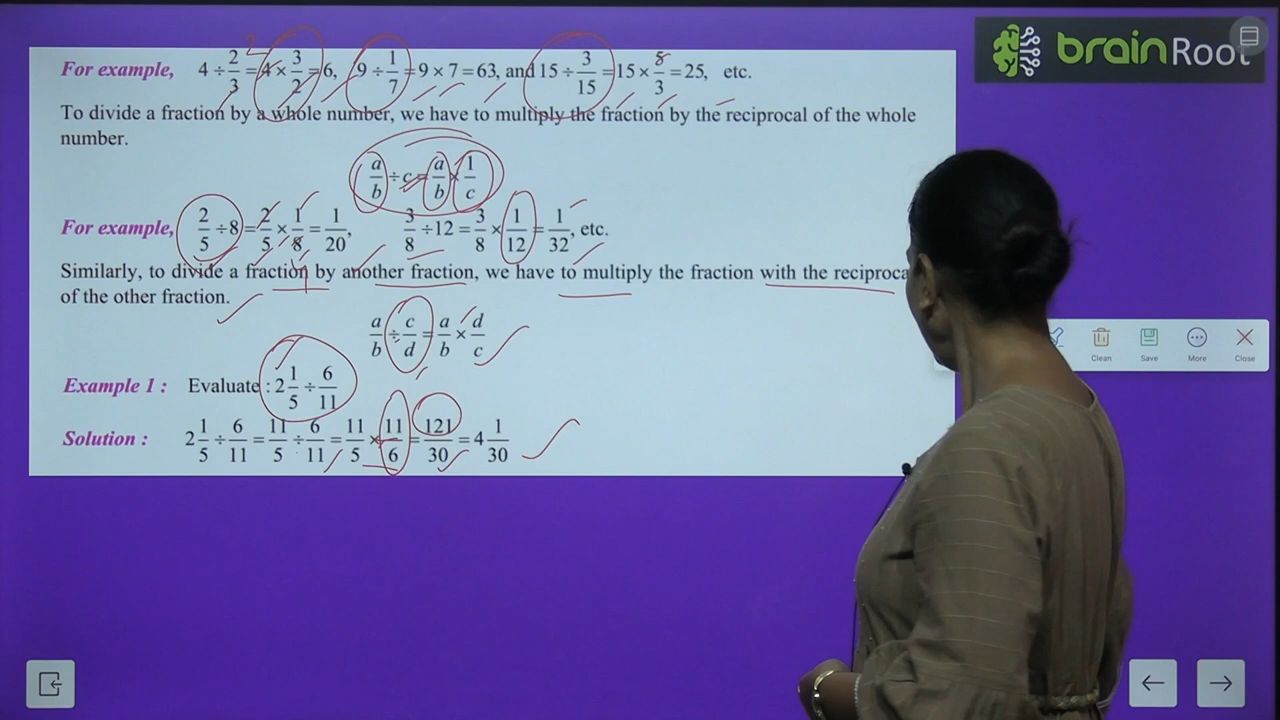 brainRoot
For example, 4 ÷ 2/3 = 4 × 3/2 = 6, 9 ÷ 1/7 = 9 × 7 = 63, and 15 ÷ 3/15 = 15 × 5/3 = 25, etc.
To divide a fraction by a whole number, we have to multiply the fraction by the reciprocal of the whole
number.
a/b ÷ c = a/b × 1/c
For example, 2/5 ÷ 8 = 2/5 × 1/8 = 1/20, 3/8 ÷ 12 = 3/8 × 1/12 = 1/32, etc.
Similarly, to divide a fraction by another fraction, we have to multiply the fraction with the reciproca
of the other fraction.
a/b ÷ c/d = a/b × d/c
Example 1 : Evaluate : 2 1/5 ÷ 6/11
Solution : 2 1/5 ÷ 6/11 = 11/5 ÷ 6/11 = 11/5 × 11/6 = 121/30 = 4 1/30
Clean Save More Close